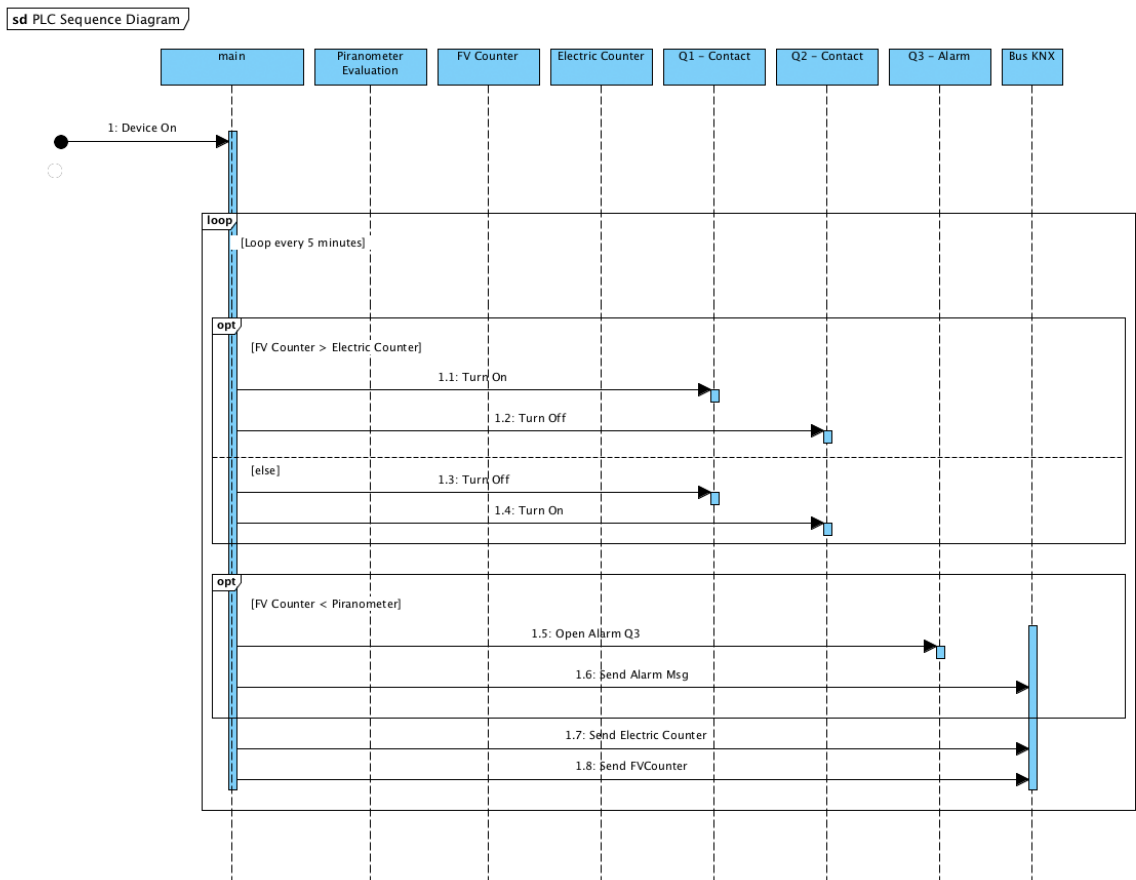 sd PLC Sequence Diagram
main
Piranometer
Evaluation
FV Counter
Electric Counter
Q1 - Contact
Q2 - Contact
Q3 - Alarm
Bus KNX
1: Device On
loop
[Loop every 5 minutes]
opt
[FV Counter > Electric Counter]
1.1: Turn On
1.2: Turn Off
[else]
1.3: Turn Off
1.4: Turn On
opt
[FV Counter < Piranometer]
1.5: Open Alarm Q3
1.6: Send Alarm Msg
1.7: Send Electric Counter
1.8: Send FVCounter